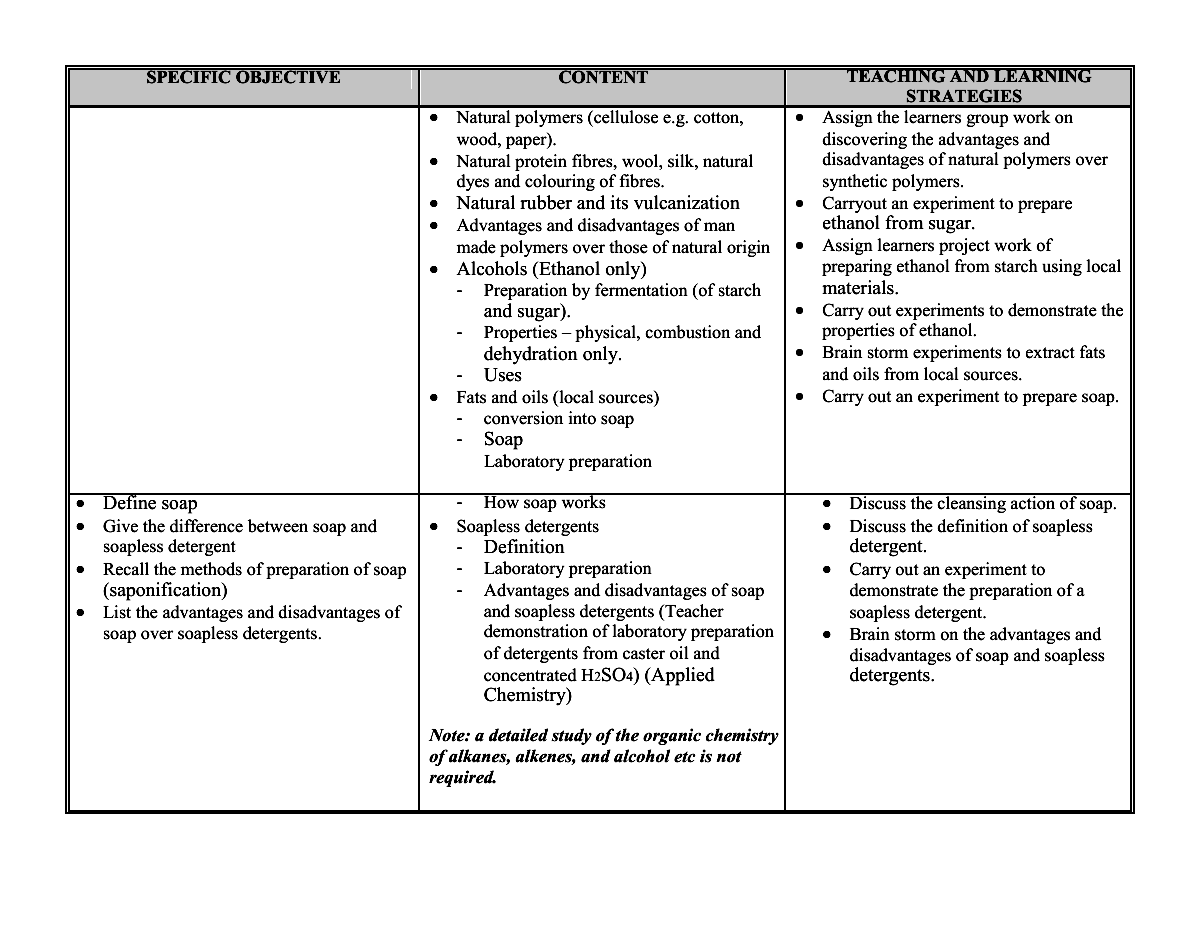 SPECIFIC OBJECTIVE
CONTENT
TEACHING AND LEARNING
STRATEGIES
• Natural polymers (cellulose e.g. cotton,
wood, paper).
• Natural protein fibres, wool, silk, natural
dyes and colouring of fibres.
• Natural rubber and its vulcanization
• Advantages and disadvantages of man
made polymers over those of natural origin
• Alcohols (Ethanol only)
- Preparation by fermentation (of starch
and sugar).
- Properties – physical, combustion and
dehydration only.
- Uses
• Fats and oils (local sources)
- conversion into soap
- Soap
Laboratory preparation
• Assign the learners group work on
discovering the advantages and
disadvantages of natural polymers over
synthetic polymers.
• Carryout an experiment to prepare
ethanol from sugar.
• Assign learners project work of
preparing ethanol from starch using local
materials.
• Carry out experiments to demonstrate the
properties of ethanol.
• Brain storm experiments to extract fats
and oils from local sources.
• Carry out an experiment to prepare soap.
• Define soap
• Give the difference between soap and
soapless detergent
• Recall the methods of preparation of soap
(saponification)
• List the advantages and disadvantages of
soap over soapless detergents.
- How soap works
• Soapless detergents
- Definition
- Laboratory preparation
- Advantages and disadvantages of soap
and soapless detergents (Teacher
demonstration of laboratory preparation
of detergents from caster oil and
concentrated H2SO4) (Applied
Chemistry)
Note: a detailed study of the organic chemistry
of alkanes, alkenes, and alcohol etc is not
required.
• Discuss the cleansing action of soap.
• Discuss the definition of soapless
detergent.
• Carry out an experiment to
demonstrate the preparation of a
soapless detergent.
• Brain storm on the advantages and
disadvantages of soap and soapless
detergents.